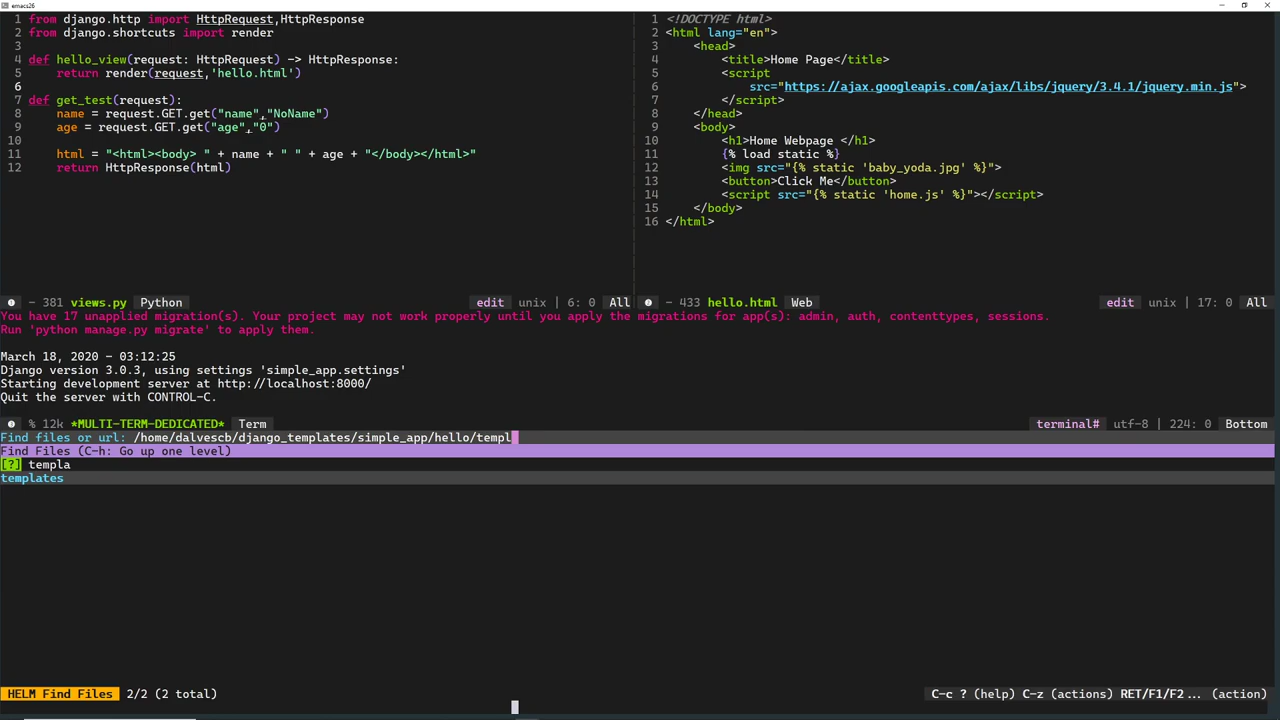 emacs26
1 from django.http import HttpRequest,HttpResponse
2 from django.shortcuts import render
3
4 def hello_view(request: HttpRequest) -> HttpResponse:
5 return render(request,'hello.html')
6
7 def get_test(request):
8 name = request.GET.get("name","NoName")
9 age = request.GET.get("age","0")
10
11 html = "<html><body> " + name + " " + age + "</body></html>"
12 return HttpResponse(html)
- 381 views.py Python edit unix | 6: 0 All
1 <!DOCTYPE html>
2 <html lang="en">
3 <head>
4 <title>Home Page</title>
5 <script
6 src="https://ajax.googleapis.com/ajax/libs/jquery/3.4.1/jquery.min.js">
7 </script>
8 </head>
9 <body>
10 <h1>Home Webpage </h1>
11 {% load static %}
12 <img src="{% static 'baby_yoda.jpg' %}">
13 <button>Click Me</button>
14 <script src="{% static 'home.js' %}"></script>
15 </body>
16 </html>
❷ - 433 hello.html Web edit unix | 17: 0 All
You have 17 unapplied migration(s). Your project may not work properly until you apply the migrations for app(s): admin, auth, contenttypes, sessions.
Run 'python manage.py migrate' to apply them.
March 18, 2020 - 03:12:25
Django version 3.0.3, using settings 'simple_app.settings'
Starting development server at http://localhost:8000/
Quit the server with CONTROL-C.
❸ % 12k *MULTI-TERM-DEDICATED* Term terminal# utf-8 | 224: 0 Bottom
Find files or url: /home/dalvescb/django_templates/simple_app/hello/templ
Find Files (C-h: Go up one level)
[?] templa
templates
HELM Find Files 2/2 (2 total) C-c ? (help) C-z (actions) RET/F1/F2... (action)